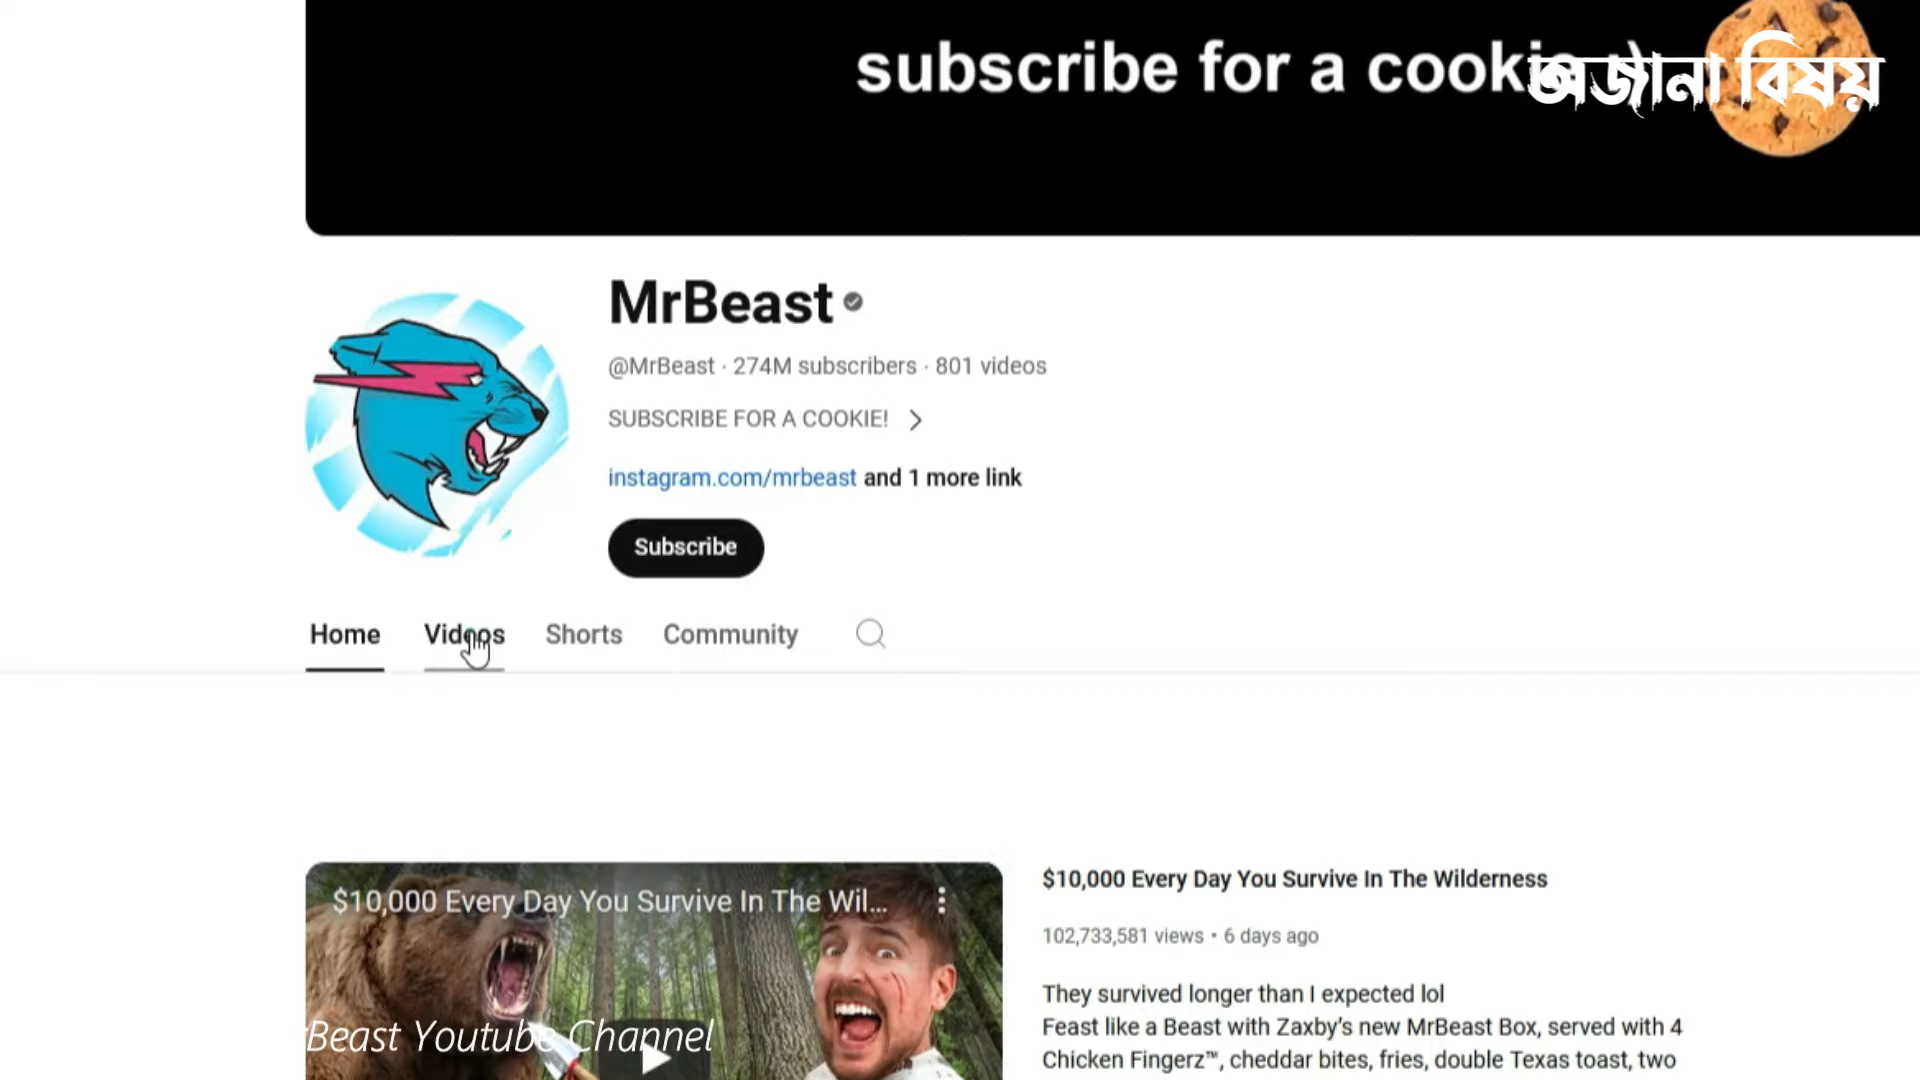 subscribe for a cookie :)
অজানা বিষয়
MrBeast
@MrBeast · 274M subscribers · 801 videos
SUBSCRIBE FOR A COOKIE!
instagram.com/mrbeast and 1 more link
Subscribe
Home Videos Shorts Community
$10,000 Every Day You Survive In The Wil...
$10,000 Every Day You Survive In The Wilderness
102,733,581 views • 6 days ago
They survived longer than I expected lol
Feast like a Beast with Zaxby's new MrBeast Box, served with 4
Chicken Fingerz™, cheddar bites, fries, double Texas toast, two
Beast Youtube Channel